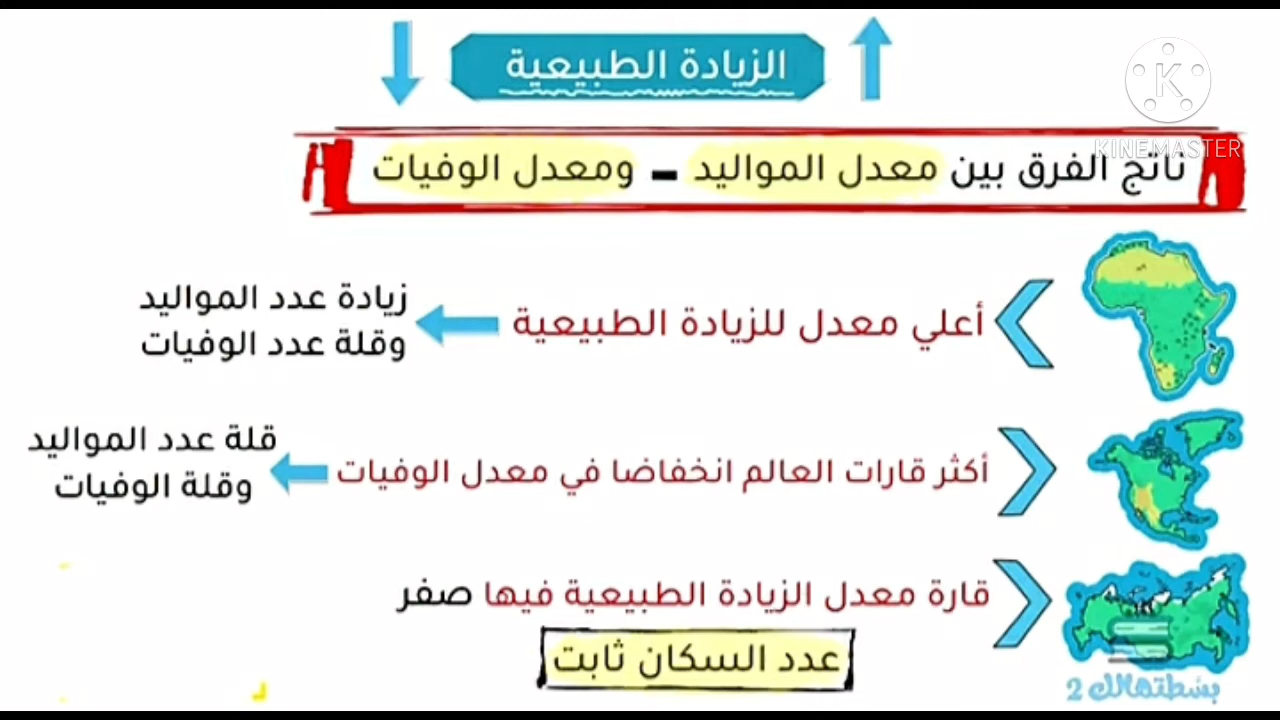 الزيادة الطبيعية
KINEMASTER
ناتج الفرق بين معدل المواليد - ومعدل الوفيات
أعلي معدل للزيادة الطبيعية
زيادة عدد المواليد
وقلة عدد الوفيات
أكثر قارات العالم انخفاضا في معدل الوفيات
قلة عدد المواليد
وقلة الوفيات
قارة معدل الزيادة الطبيعية فيها صفر
عدد السكان ثابت
بسطتهالك 2